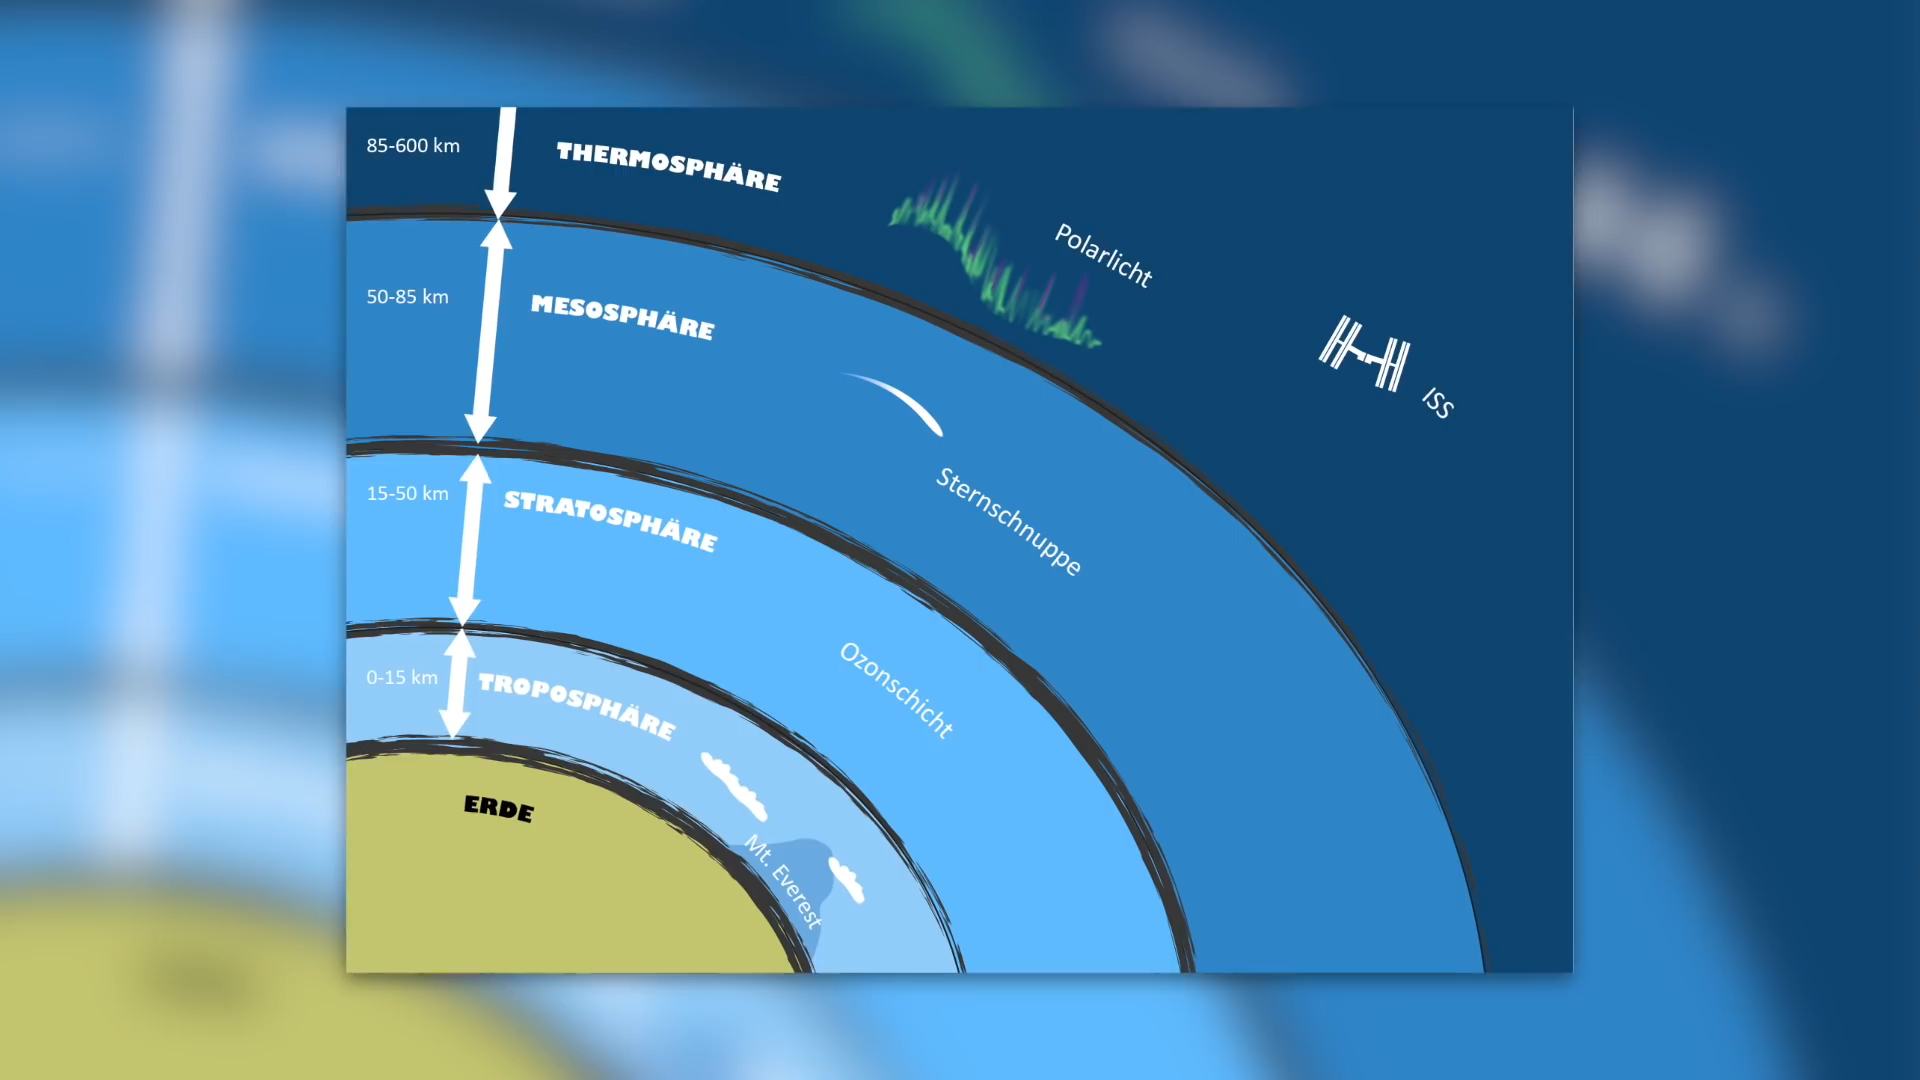 85-600 km
THERMOSPHÄRE
Polarlicht
50-85 km
MESOSPHÄRE
ISS
Sternschnuppe
15-50 km
STRATOSPHÄRE
Ozonschicht
0-15 km
TROPOSPHÄRE
ERDE
Mt. Everest